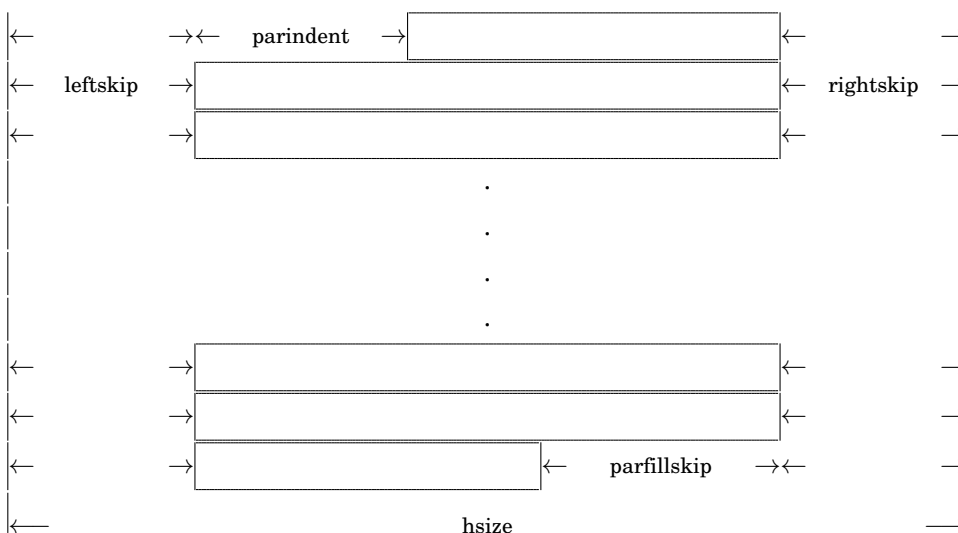 parindent
leftskip rightskip
.
.
.
.
parfillskip
hsize